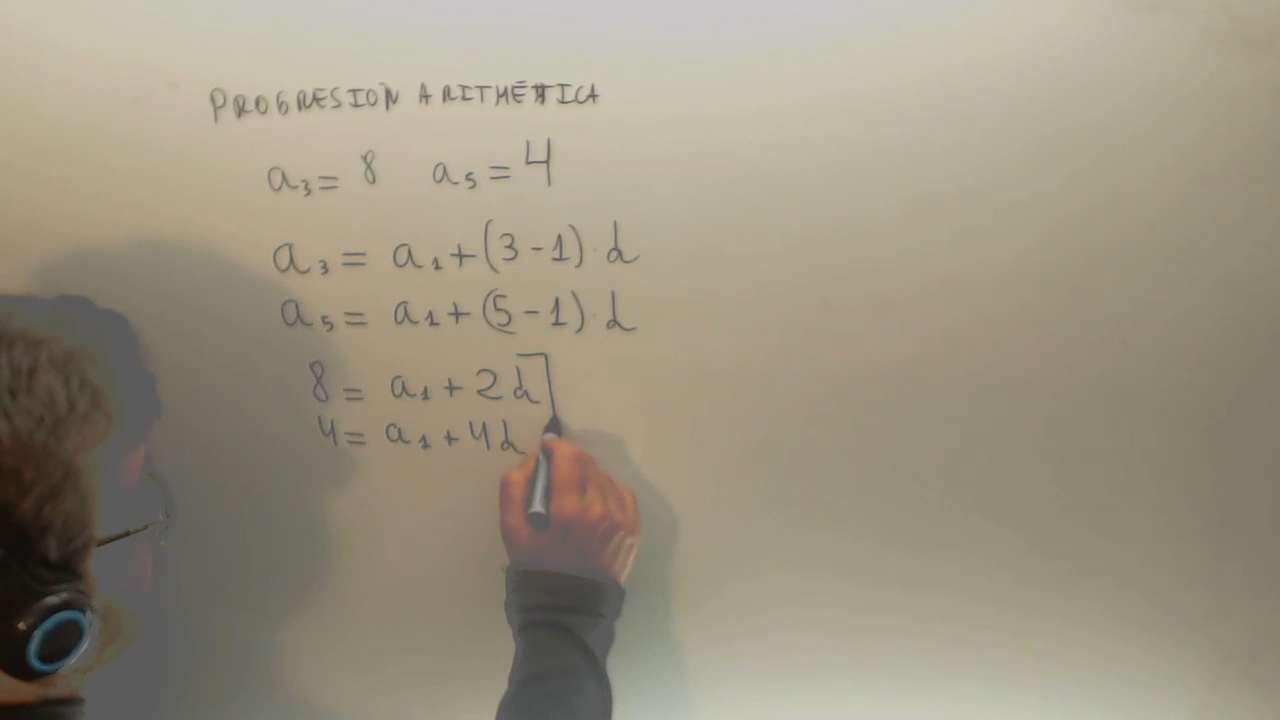 PROGRESION ARITMÉTICA
a₃ = 8 a₅ = 4
a₃ = a₁ + (3 - 1) · d
a₅ = a₁ + (5 - 1) · d
8 = a₁ + 2d
4 = a₁ + 4d